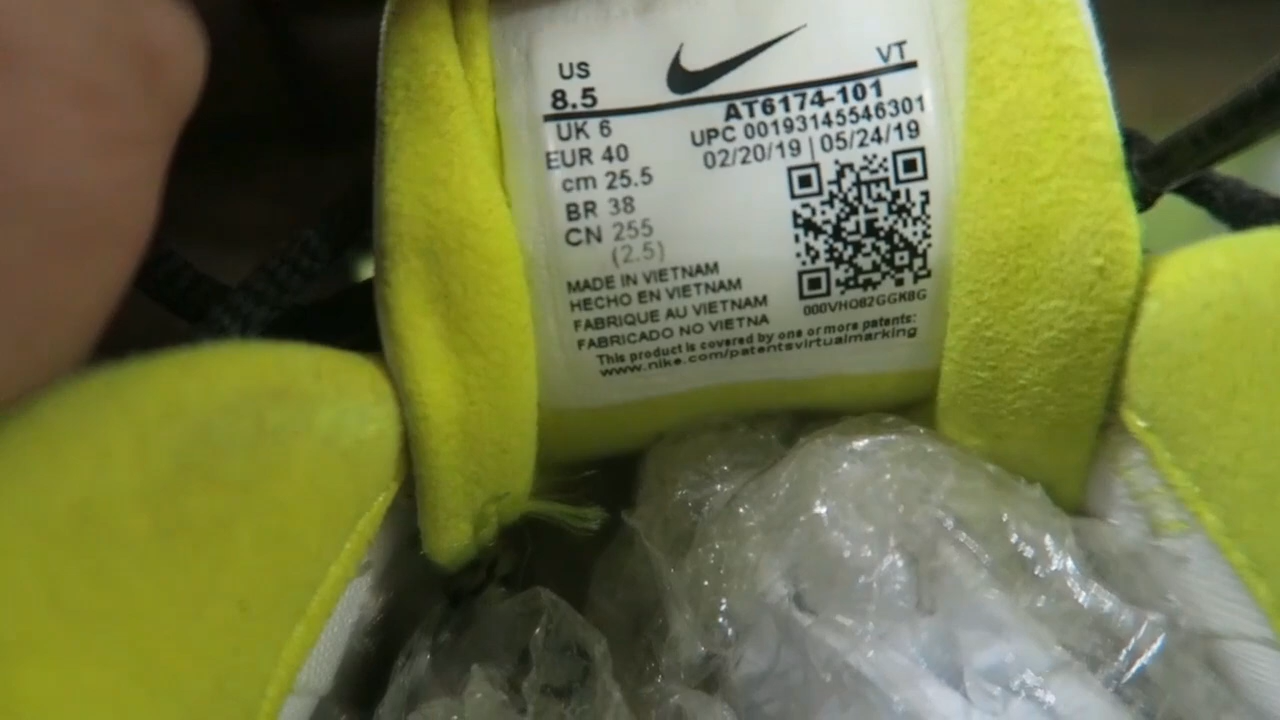 US
8.5
UK 6
EUR 40
cm 25.5
BR 38
CN 255
(2.5)
VT
AT6174-101
UPC 00193145546301
02/20/19 | 05/24/19
000VHO82GGK8G
MADE IN VIETNAM
HECHO EN VIETNAM
FABRIQUE AU VIETNAM
FABRICADO NO VIETNA
This product is covered by one or more patents:
www.nike.com/patentsvirtualmarking